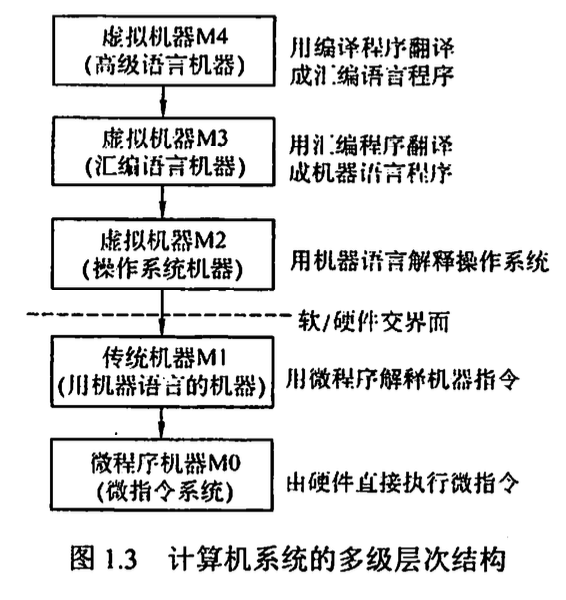 虚拟机器M4
(高级语言机器)
用编译程序翻译
成汇编语言程序
虚拟机器M3
(汇编语言机器)
用汇编程序翻译
成机器语言程序
虚拟机器M2
(操作系统机器)
用机器语言解释操作系统
软/硬件交界面
传统机器M1
(用机器语言的机器)
用微程序解释机器指令
微程序机器M0
(微指令系统)
由硬件直接执行微指令
图 1.3 计算机系统的多级层次结构